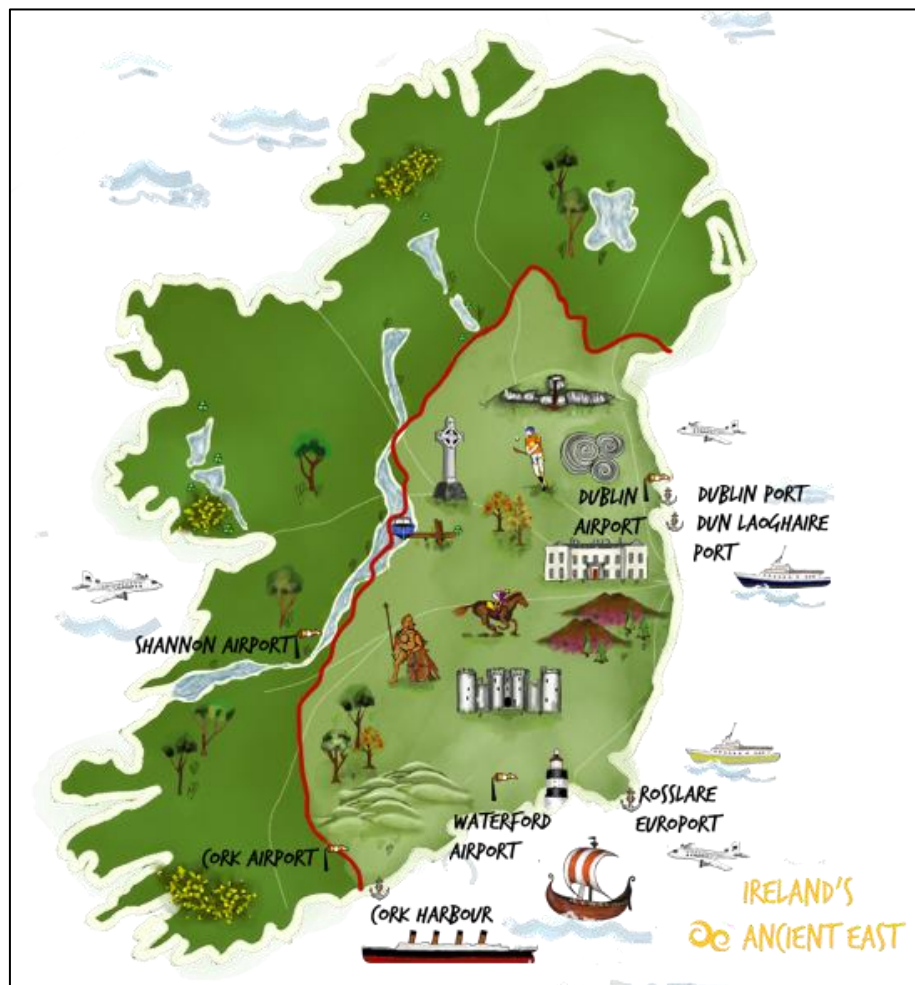 DUBLIN
AIRPORT
DUBLIN PORT
DUN LAOGHAIRE
PORT
SHANNON AIRPORT
ROSSLARE
EUROPORT
WATERFORD
AIRPORT
CORK AIRPORT
CORK HARBOUR
IRELAND'S
ANCIENT EAST